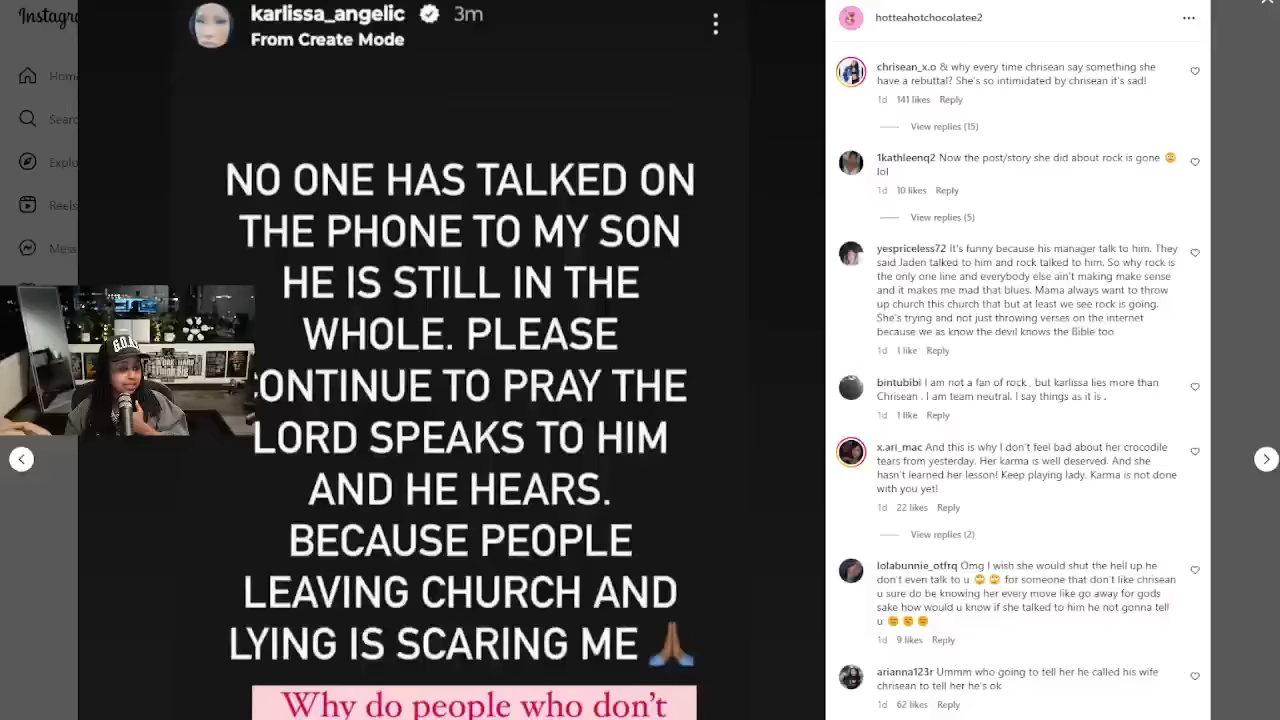 Instagr
karlissa_angelic 3m
From Create Mode
NO ONE HAS TALKED ON
THE PHONE TO MY SON
HE IS STILL IN THE
WHOLE. PLEASE
CONTINUE TO PRAY THE
LORD SPEAKS TO HIM
AND HE HEARS.
BECAUSE PEOPLE
LEAVING CHURCH AND
LYING IS SCARING ME 🙏🏾
Why do people who don't
Home
Searc
Explo
Reels
Mess
G.O.A.T
hotteahotchocolatee2
chrisean_x.o & why every time chrisean say something she
have a rebuttal? She's so intimidated by chrisean it's sad!
1d 141 likes Reply
View replies (15)
1kathleenq2 Now the post/story she did about rock is gone 😳
lol
1d 10 likes Reply
View replies (5)
yespriceless72 It's funny because his manager talk to him. They
said Jaden talked to him and rock talked to him. So why rock is
the only one line and everybody else ain't making make sense
and it makes me mad that blues. Mama always want to throw
up church this church that but at least we see rock is going.
She's trying and not just throwing verses on the internet
because we as know the devil knows the Bible too
1d 1 like Reply
bintubibi I am not a fan of rock , but karlissa lies more than
Chrisean . I am team neutral. I say things as it is .
1d 1 like Reply
x.ari_mac And this is why I don't feel bad about her crocodile
tears from yesterday. Her karma is well deserved. And she
hasn't learned her lesson! Keep playing lady. Karma is not done
with you yet!
1d 22 likes Reply
View replies (2)
lolabunnie_otfrq Omg I wish she would shut the hell up he
don't even talk to u 🙄 🙄 for someone that don't like chrisean
u sure do be knowing her every move like go away for gods
sake how would u know if she talked to him he not gonna tell
u 😑 😑 😑
1d 9 likes Reply
arianna123r Ummm who going to tell her he called his wife
chrisean to tell her he's ok
1d 62 likes Reply